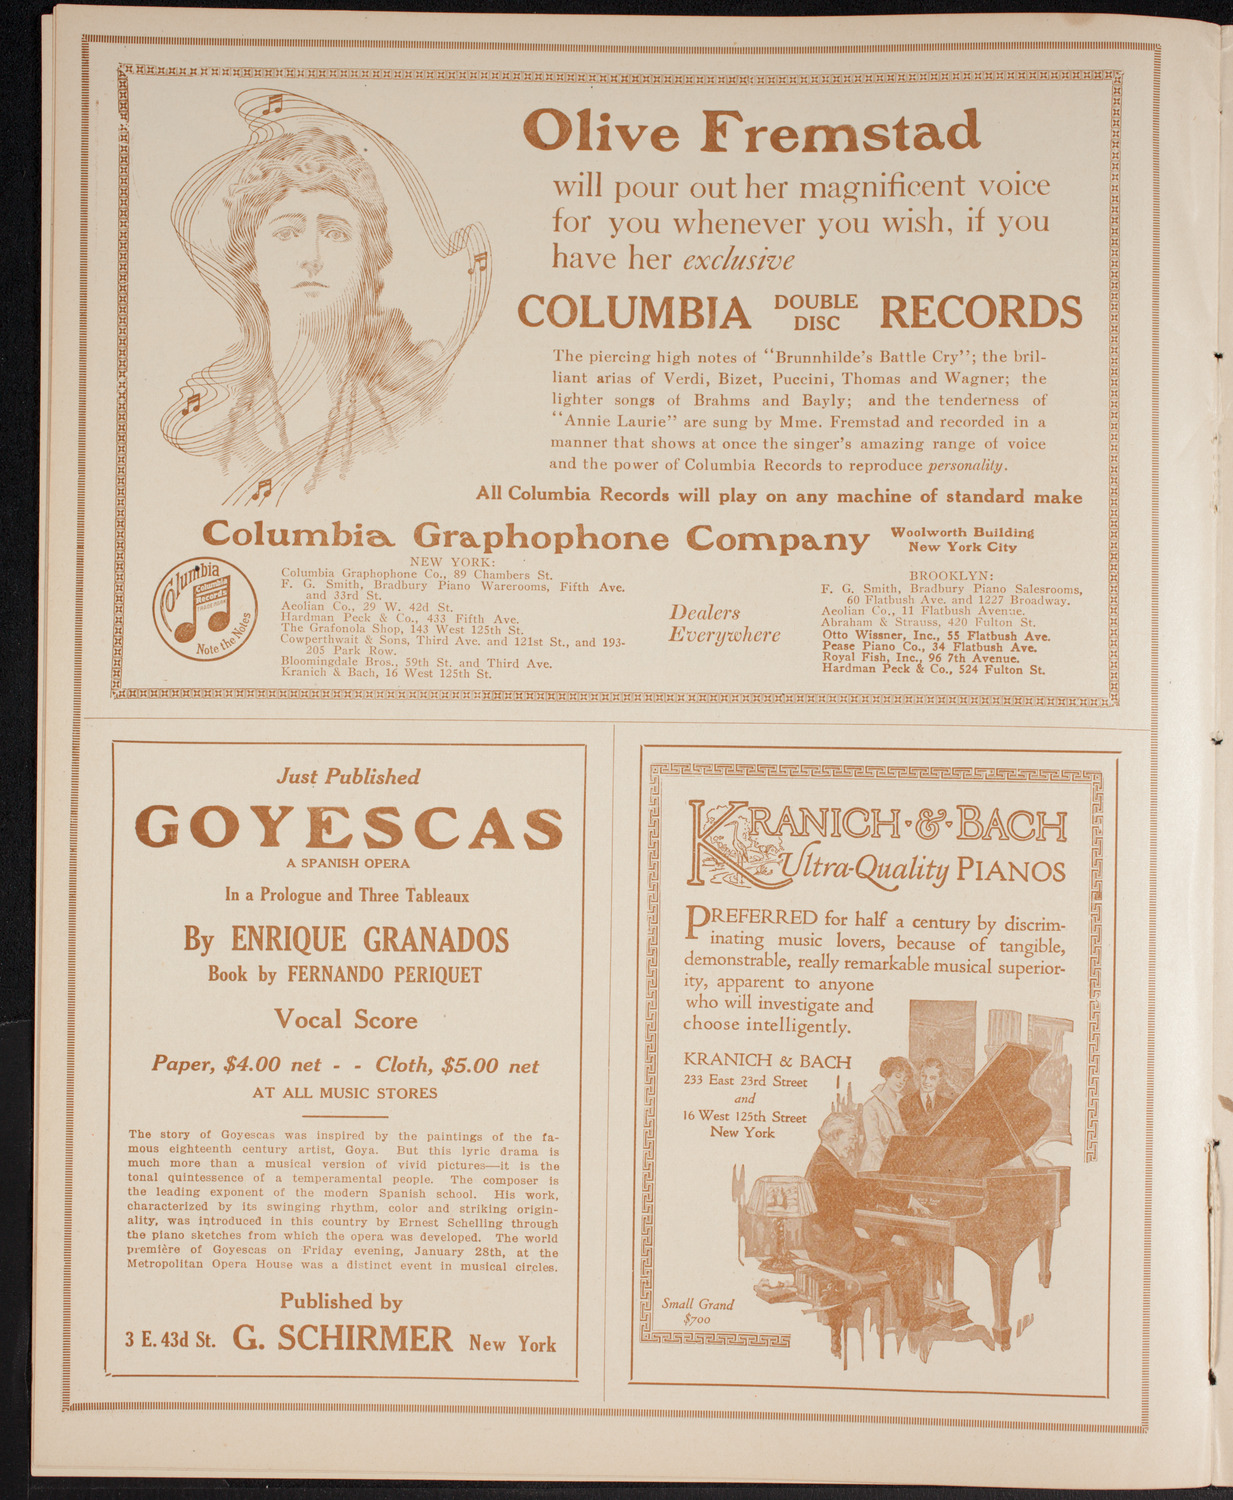 Olive Fremstad
will pour out her magnificent voice
for you whenever you wish, if you
have her exclusive
COLUMBIA DOUBLE DISC RECORDS
The piercing high notes of "Brunnhilde's Battle Cry"; the bril-
liant arias of Verdi, Bizet, Puccini, Thomas and Wagner; the
lighter songs of Brahms and Bayly; and the tenderness of
"Annie Laurie" are sung by Mme. Fremstad and recorded in a
manner that shows at once the singer's amazing range of voice
and the power of Columbia Records to reproduce personality.
All Columbia Records will play on any machine of standard make
Columbia Graphophone Company Woolworth Building
New York City
Columbia
Columbia
Records
TRADE MARK
Note the Notes
NEW YORK:
Columbia Graphophone Co., 89 Chambers St.
F. G. Smith, Bradbury Piano Warerooms, Fifth Ave.
and 33rd St.
Aeolian Co., 29 W. 42d St.
Hardman Peck & Co., 433 Fifth Ave.
The Grafonola Shop, 143 West 125th St.
Cowperthwait & Sons, Third Ave. and 121st St., and 193-
205 Park Row.
Bloomingdale Bros., 59th St. and Third Ave.
Kranich & Bach, 16 West 125th St.
Dealers
Everywhere
BROOKLYN:
F. G. Smith, Bradbury Piano Salesrooms,
60 Flatbush Ave. and 1227 Broadway.
Aeolian Co., 11 Flatbush Avenue.
Abraham & Strauss, 420 Fulton St.
Otto Wissner, Inc., 55 Flatbush Ave.
Pease Piano Co., 34 Flatbush Ave.
Royal Fish, Inc., 96 7th Avenue.
Hardman Peck & Co., 524 Fulton St.
Just Published
GOYESCAS
A SPANISH OPERA
In a Prologue and Three Tableaux
By ENRIQUE GRANADOS
Book by FERNANDO PERIQUET
Vocal Score
Paper, $4.00 net - - Cloth, $5.00 net
AT ALL MUSIC STORES
The story of Goyescas was inspired by the paintings of the fa-
mous eighteenth century artist, Goya. But this lyric drama is
much more than a musical version of vivid pictures—it is the
tonal quintessence of a temperamental people. The composer is
the leading exponent of the modern Spanish school. His work,
characterized by its swinging rhythm, color and striking origin-
ality, was introduced in this country by Ernest Schelling through
the piano sketches from which the opera was developed. The world
première of Goyescas on Friday evening, January 28th, at the
Metropolitan Opera House was a distinct event in musical circles.
Published by
3 E. 43d St. G. SCHIRMER New York
KRANICH·&·BACH
Ultra-Quality PIANOS
PREFERRED for half a century by discrim-
inating music lovers, because of tangible,
demonstrable, really remarkable musical superior-
ity, apparent to anyone
who will investigate and
choose intelligently.
KRANICH & BACH
233 East 23rd Street
and
16 West 125th Street
New York
Small Grand
$700